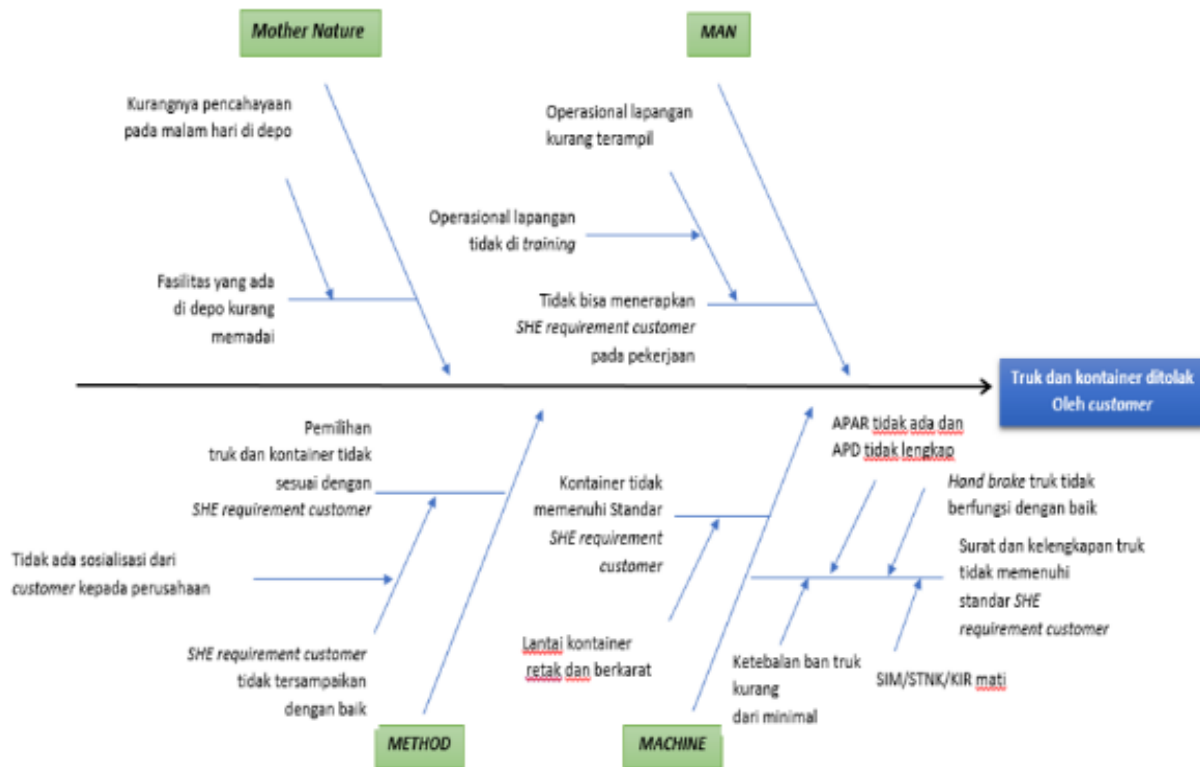 Mother Nature
MAN
Kurangnya pencahayaan
pada malam hari di depo
Operasional lapangan
kurang terampil
Operasional lapangan
tidak di training
Fasilitas yang ada
di depo kurang
memadai
Tidak bisa menerapkan
SHE requirement customer
pada pekerjaan
Truk dan kontainer ditolak
Oleh customer
Pemilihan
truk dan kontainer tidak
sesuai dengan
SHE requirement customer
Tidak ada sosialisasi dari
customer kepada perusahaan
SHE requirement customer
tidak tersampaikan
dengan baik
Kontainer tidak
memenuhi Standar
SHE requirement
customer
Lantai kontainer
retak dan berkarat
APAR tidak ada dan
APD tidak lengkap
Hand brake truk tidak
berfungsi dengan baik
Surat dan kelengkapan truk
tidak memenuhi
standar SHE
requirement customer
Ketebalan ban truk
kurang
dari minimal
SIM/STNK/KIR mati
METHOD
MACHINE